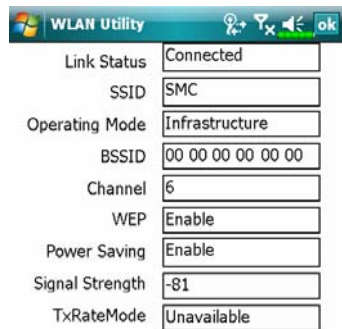 WLAN Utility ok
Link Status Connected
SSID SMC
Operating Mode Infrastructure
BSSID 00 00 00 00 00 00
Channel 6
WEP Enable
Power Saving Enable
Signal Strength -81
TxRateMode Unavailable